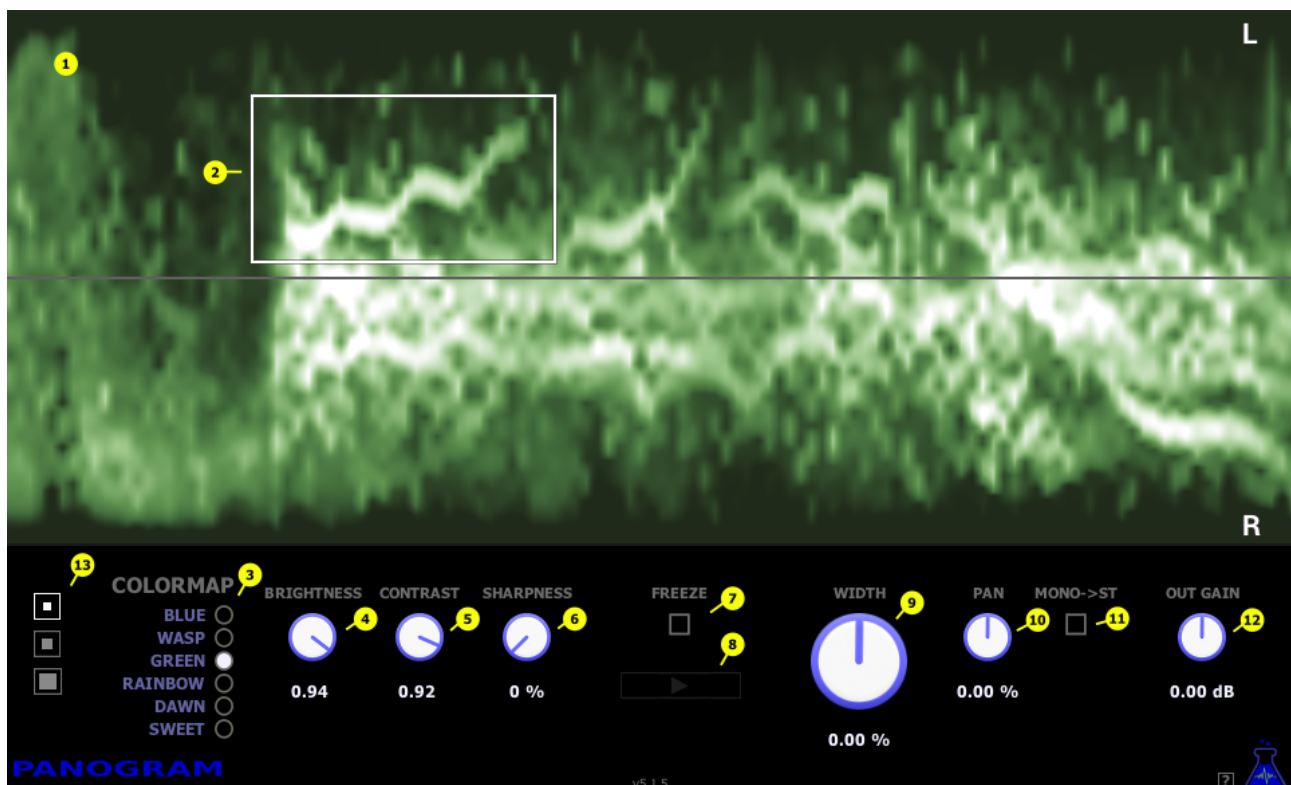 L
1
2
R
13
COLORMAP
3
BLUE
WASP
GREEN
RAINBOW
DAWN
SWEET
BRIGHTNESS
4
0.94
CONTRAST
5
0.92
SHARPNESS
6
0 %
FREEZE
7
8
WIDTH
9
0.00 %
PAN
10
0.00 %
MONO->ST
11
OUT GAIN
12
0.00 dB
PANOGRAM
v5.1.5
?